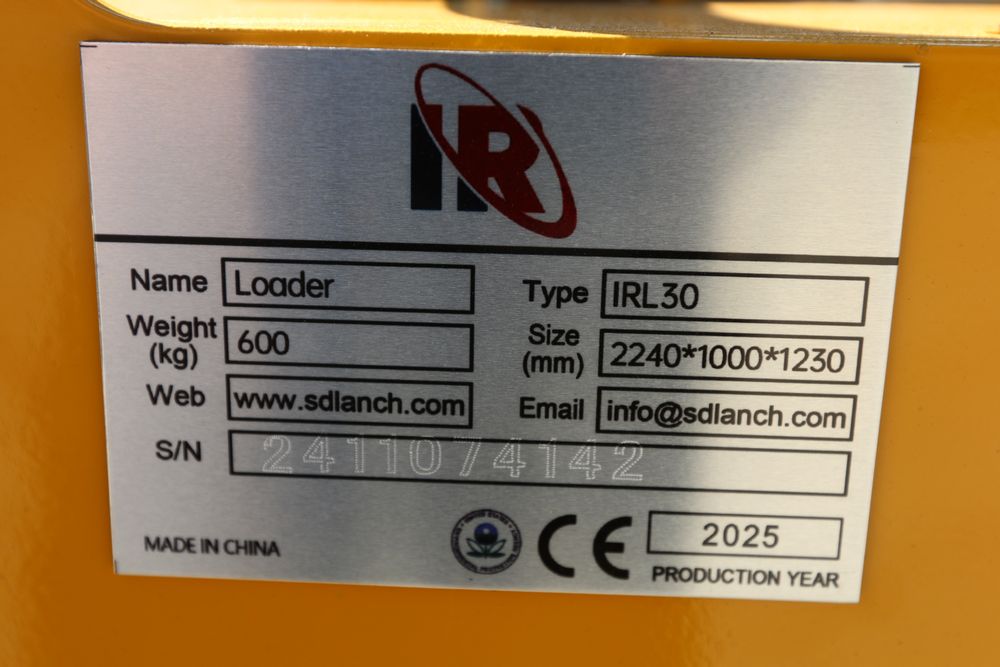 IR
Name Loader Type IRL30
Weight (kg) 600 Size (mm) 2240*1000*1230
Web www.sdlanch.com Email info@sdlanch.com
S/N 2411074142
MADE IN CHINA CE 2025
PRODUCTION YEAR